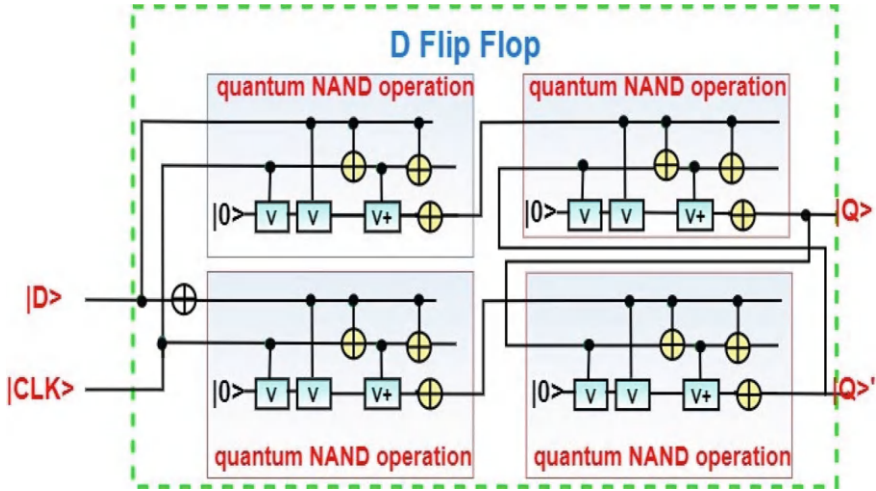 D Flip Flop
quantum NAND operation
quantum NAND operation
|0> V V V+
|0> V V V+
|Q>
|D>
|CLK>
|0> V V V+
|0> V V V+
|Q>'
quantum NAND operation
quantum NAND operation